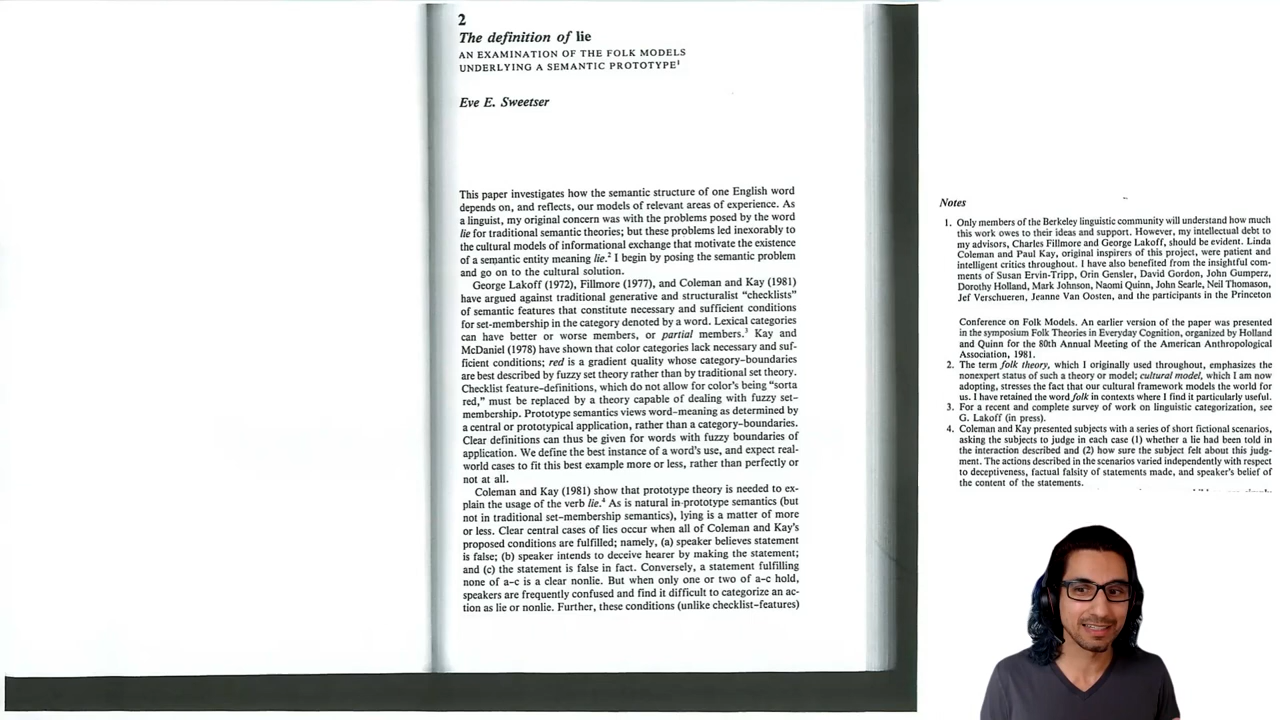 2
The definition of lie
AN EXAMINATION OF THE FOLK MODELS
UNDERLYING A SEMANTIC PROTOTYPE¹
Eve E. Sweetser
This paper investigates how the semantic structure of one English word
depends on, and reflects, our models of relevant areas of experience. As
a linguist, my original concern was with the problems posed by the word
lie for traditional semantic theories; but these problems led inexorably to
the cultural models of informational exchange that motivate the existence
of a semantic entity meaning lie.² I begin by posing the semantic problem
and go on to the cultural solution.
George Lakoff (1972), Fillmore (1977), and Coleman and Kay (1981)
have argued against traditional generative and structuralist “checklists”
of semantic features that constitute necessary and sufficient conditions
for set-membership in the category denoted by a word. Lexical categories
can have better or worse members, or partial members.³ Kay and
McDaniel (1978) have shown that color categories lack necessary and suf-
ficient conditions; red is a gradient quality whose category-boundaries
are best described by fuzzy set theory rather than by traditional set theory.
Checklist feature-definitions, which do not allow for color's being “sorta
red,” must be replaced by a theory capable of dealing with fuzzy set-
membership. Prototype semantics views word-meaning as determined by
a central or prototypical application, rather than a category-boundaries.
Clear definitions can thus be given for words with fuzzy boundaries of
application. We define the best instance of a word's use, and expect real-
world cases to fit this best example more or less, rather than perfectly or
not at all.
Coleman and Kay (1981) show that prototype theory is needed to ex-
plain the usage of the verb lie.⁴ As is natural in prototype semantics (but
not in traditional set-membership semantics), lying is a matter of more
or less. Clear central cases of lies occur when all of Coleman and Kay's
proposed conditions are fulfilled; namely, (a) speaker believes statement
is false; (b) speaker intends to deceive hearer by making the statement;
and (c) the statement is false in fact. Conversely, a statement fulfilling
none of a–c is a clear nonlie. But when only one or two of a–c hold,
speakers are frequently confused and find it difficult to categorize an ac-
tion as lie or nonlie. Further, these conditions (unlike checklist-features)
Notes
1. Only members of the Berkeley linguistic community will understand how much
this work owes to their ideas and support. However, my intellectual debt to
my advisors, Charles Fillmore and George Lakoff, should be evident. Linda
Coleman and Paul Kay, original inspirers of this project, were patient and
intelligent critics throughout. I have also benefited from the insightful com-
ments of Susan Ervin-Tripp, Orin Gensler, David Gordon, John Gumperz,
Dorothy Holland, Mark Johnson, Naomi Quinn, John Searle, Neil Thomason,
Jef Verschueren, Jeanne Van Oosten, and the participants in the Princeton
Conference on Folk Models. An earlier version of the paper was presented
in the symposium Folk Theories in Everyday Cognition, organized by Holland
and Quinn for the 80th Annual Meeting of the American Anthropological
Association, 1981.
2. The term folk theory, which I originally used throughout, emphasizes the
nonexpert status of such a theory or model; cultural model, which I am now
adopting, stresses the fact that our cultural framework models the world for
us. I have retained the word folk in contexts where I find it particularly useful.
3. For a recent and complete survey of work on linguistic categorization, see
G. Lakoff (in press).
4. Coleman and Kay presented subjects with a series of short fictional scenarios,
asking the subjects to judge in each case (1) whether a lie had been told in
the interaction described and (2) how sure the subject felt about this judg-
ment. The actions described in the scenarios varied independently with respect
to deceptiveness, factual falsity of statements made, and speaker's belief of
the content of the statements.